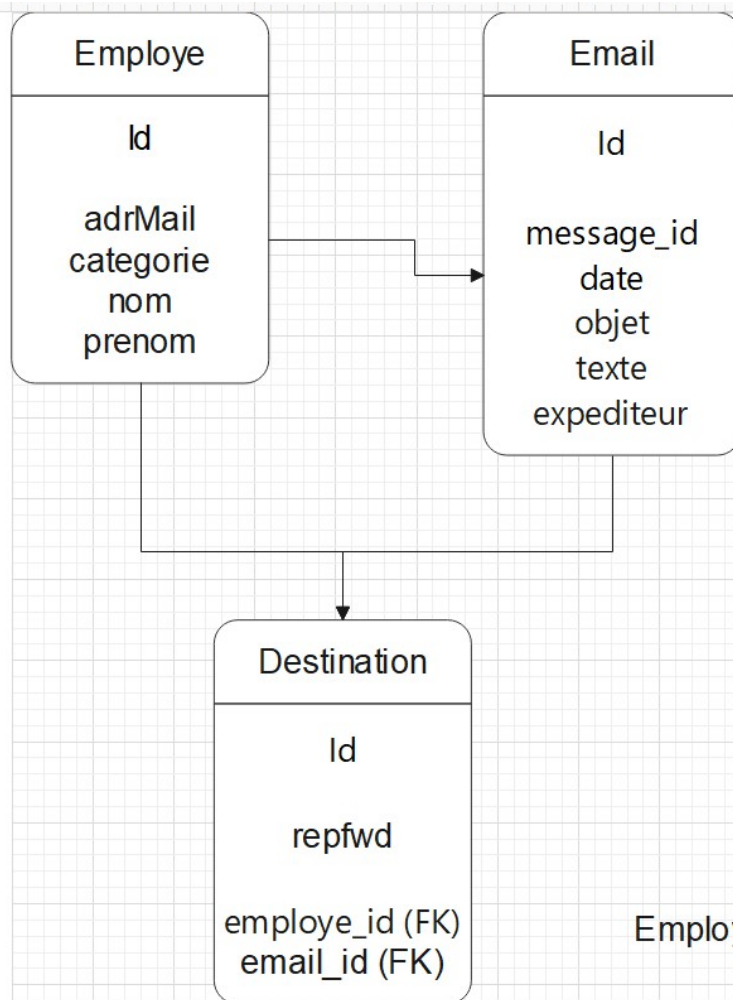 Employe
Id
adrMail
categorie
nom
prenom
Email
Id
message_id
date
objet
texte
expediteur
Destination
Id
repfwd
employe_id (FK)
email_id (FK)